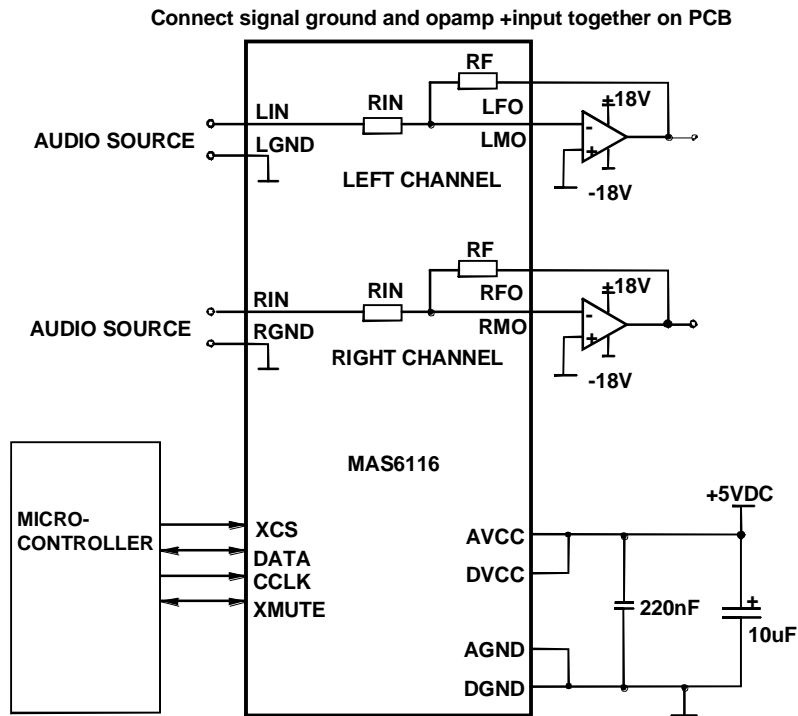 Connect signal ground and opamp +input together on PCB
RF
+18V
LIN
RIN
LFO
AUDIO SOURCE
LGND
LMO
-
+
LEFT CHANNEL
-18V
RF
+18V
RIN
RIN
RFO
AUDIO SOURCE
RGND
RMO
-
+
RIGHT CHANNEL
-18V
MAS6116
+5VDC
MICRO-
CONTROLLER
XCS
DATA
CCLK
XMUTE
AVCC
DVCC
220nF
+
10uF
AGND
DGND